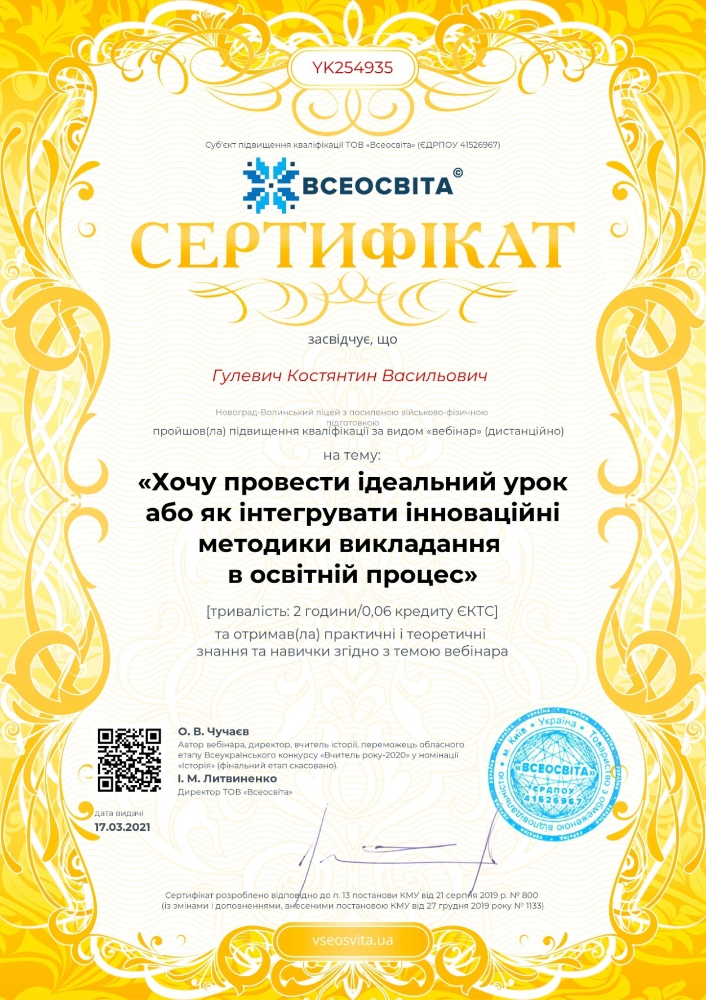 YK254935
Суб'єкт підвищення кваліфікації ТОВ «Всеосвіта» (ЄДРПОУ 41526967)
ВСЕОСВІТА©
СЕРТИФІКАТ
засвідчує, що
Гулевич Костянтин Васильович
Новоград-Волинський ліцей з посиленою військово-фізичною
підготовкою
пройшов(ла) підвищення кваліфікації за видом «вебінар» (дистанційно)
на тему:
«Хочу провести ідеальний урок
або як інтегрувати інноваційні
методики викладання
в освітній процес»
[тривалість: 2 години/0,06 кредиту ЄКТС]
та отримав(ла) практичні і теоретичні
знання та навички згідно з темою вебінара
О. В. Чучаєв
Автор вебінара, директор, вчитель історії, переможець обласного
етапу Всеукраїнського конкурсу «Вчитель року-2020» у номінації
«Історія» (фінальний етап скасовано).
І. М. Литвиненко
Директор ТОВ «Всеосвіта»
дата видачі
17.03.2021
* м. Київ * Україна * Товариство з обмеженою відповідальністю
«ВСЕОСВІТА»
ЄРДПОУ
41526967
Сертифікат розроблено відповідно до п. 13 постанови КМУ від 21 серпня 2019 р. № 800
(із змінами і доповненнями, внесеними постановою КМУ від 27 грудня 2019 року № 1133)
vseosvita.ua